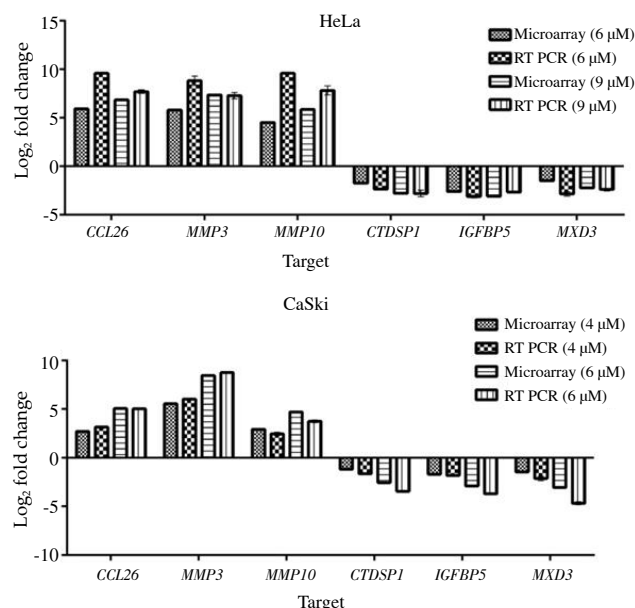 HeLa
Microarray (6 µM)
RT PCR (6 µM)
Microarray (9 µM)
RT PCR (9 µM)
Log₂ fold change
15
10
5
0
-5
CCL26 MMP3 MMP10 CTDSP1 IGFBP5 MXD3
Target
CaSki
Microarray (4 µM)
RT PCR (4 µM)
Microarray (6 µM)
RT PCR (6 µM)
Log₂ fold change
10
5
0
-5
-10
CCL26 MMP3 MMP10 CTDSP1 IGFBP5 MXD3
Target